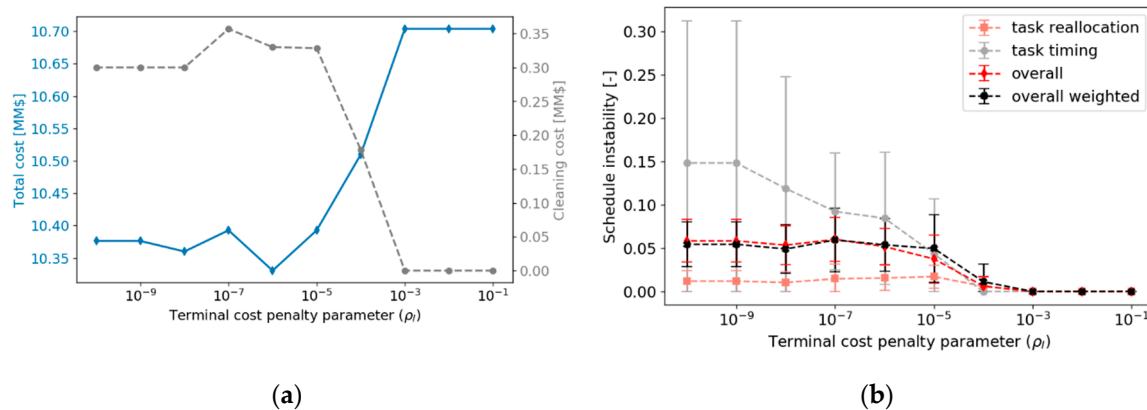 10.70
10.65
10.60
10.55
10.50
10.45
10.40
10.35
Total cost [MM$]
0.35
0.30
0.25
0.20
0.15
0.10
0.05
0.00
Cleaning cost [MM$]
10⁻⁹ 10⁻⁷ 10⁻⁵ 10⁻³ 10⁻¹
Terminal cost penalty parameter (ρ_I)
(a)
task reallocation
task timing
overall
overall weighted
0.30
0.25
0.20
0.15
0.10
0.05
0.00
Schedule instability [-]
10⁻⁹ 10⁻⁷ 10⁻⁵ 10⁻³ 10⁻¹
Terminal cost penalty parameter (ρ_I)
(b)